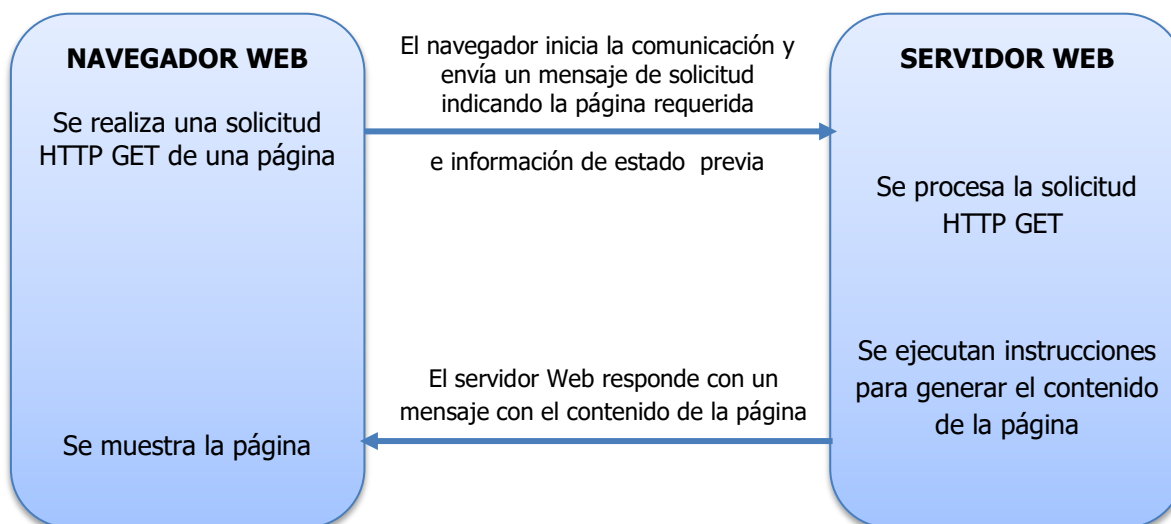 NAVEGADOR WEB
Se realiza una solicitud
HTTP GET de una página
Se muestra la página
El navegador inicia la comunicación y
envía un mensaje de solicitud
indicando la página requerida
e información de estado previa
El servidor Web responde con un
mensaje con el contenido de la página
SERVIDOR WEB
Se procesa la solicitud
HTTP GET
Se ejecutan instrucciones
para generar el contenido
de la página